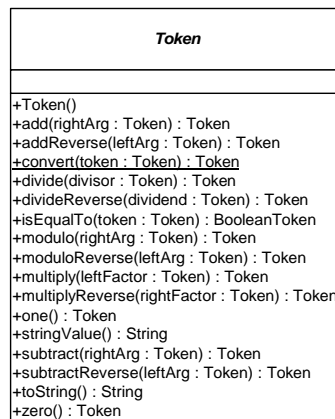 Token
+Token()
+add(rightArg : Token) : Token
+addReverse(leftArg : Token) : Token
+convert(token : Token) : Token
+divide(divisor : Token) : Token
+divideReverse(dividend : Token) : Token
+isEqualTo(token : Token) : BooleanToken
+modulo(rightArg : Token) : Token
+moduloReverse(leftArg : Token) : Token
+multiply(leftFactor : Token) : Token
+multiplyReverse(rightFactor : Token) : Token
+one() : Token
+stringValue() : String
+subtract(rightArg : Token) : Token
+subtractReverse(leftArg : Token) : Token
+toString() : String
+zero() : Token